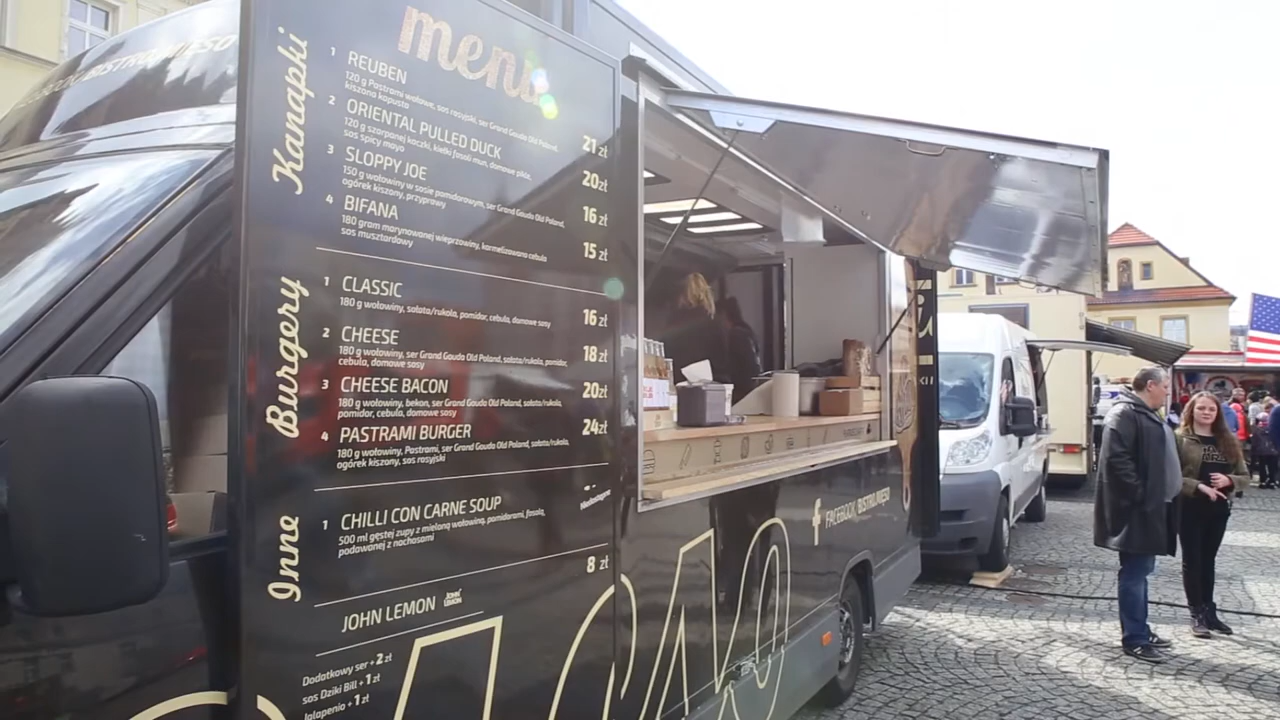 menu
Kanapki
1 REUBEN
120 g Pastrami wołowe, sos rosyjski, ser Grand Gouda Old Poland,
kiszona kapusta
21 zł
2 ORIENTAL PULLED DUCK
120 g szarpanej kaczki, kiełki fasoli mun, domowe pikle,
sos spicy mayo
20 zł
3 SLOPPY JOE
150 g wołowiny w sosie pomidorowym, ser Grand Gouda Old Poland,
ogórek kiszony, przyprawy
16 zł
4 BIFANA
180 gram marynowanej wieprzowiny, karmelizowana cebula
sos musztardowy
15 zł
Burgery
1 CLASSIC
180 g wołowiny, sałata/rukola, pomidor, cebula, domowe sosy
16 zł
2 CHEESE
180 g wołowiny, ser Grand Gouda Old Poland, sałata/rukola, pomidor,
cebula, domowe sosy
18 zł
3 CHEESE BACON
180 g wołowiny, bekon, ser Grand Gouda Old Poland, sałata/rukola,
pomidor, cebula, domowe sosy
20 zł
4 PASTRAMI BURGER
180 g wołowiny, Pastrami, ser Grand Gouda Old Poland, sałata/rukola,
ogórek kiszony, sos rosyjski
24 zł
Inne
1 CHILLI CON CARNE SOUP
500 ml gęstej zupy z mieloną wołowiną, pomidorami, fasolą,
podawanej z nachosami
8 zł
JOHN LEMON JOHN LEMON
Dodatkowy ser + 2 zł
sos Dziki Bill + 1 zł
Jalapenio + 1 zł
f FACEBOOK/BISTRO.MIESO